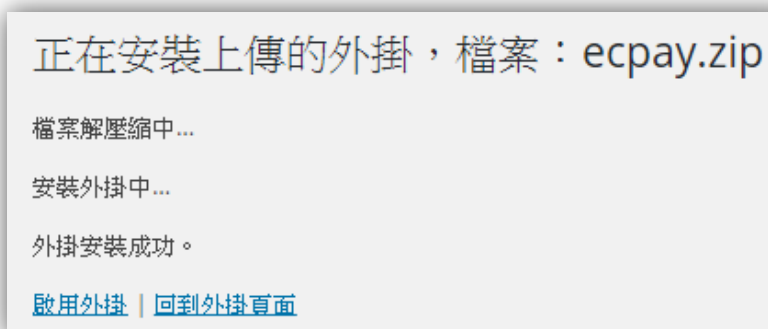 正在安裝上傳的外掛，檔案：ecpay.zip
檔案解壓縮中…
安裝外掛中…
外掛安裝成功。
啟用外掛 | 回到外掛頁面